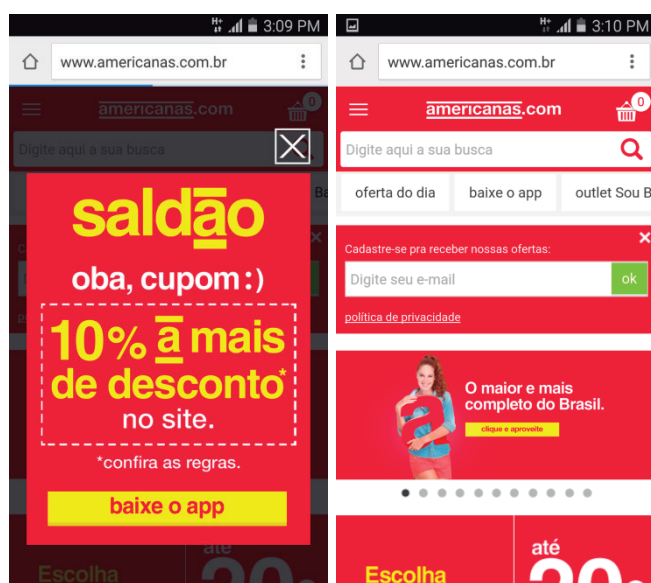 3:09 PM
www.americanas.com.br
americanas.com
0
Digite aqui a sua busca
saldão
oba, cupom :)
10% a mais
de desconto*
no site.
*confira as regras.
baixe o app
até
Escolha
3:10 PM
www.americanas.com.br
americanas.com
0
Digite aqui a sua busca
oferta do dia
baixe o app
outlet Sou B
Cadastre-se pra receber nossas ofertas:
Digite seu e-mail
ok
política de privacidade
a
O maior e mais
completo do Brasil.
clique e aproveite
até
Escolha